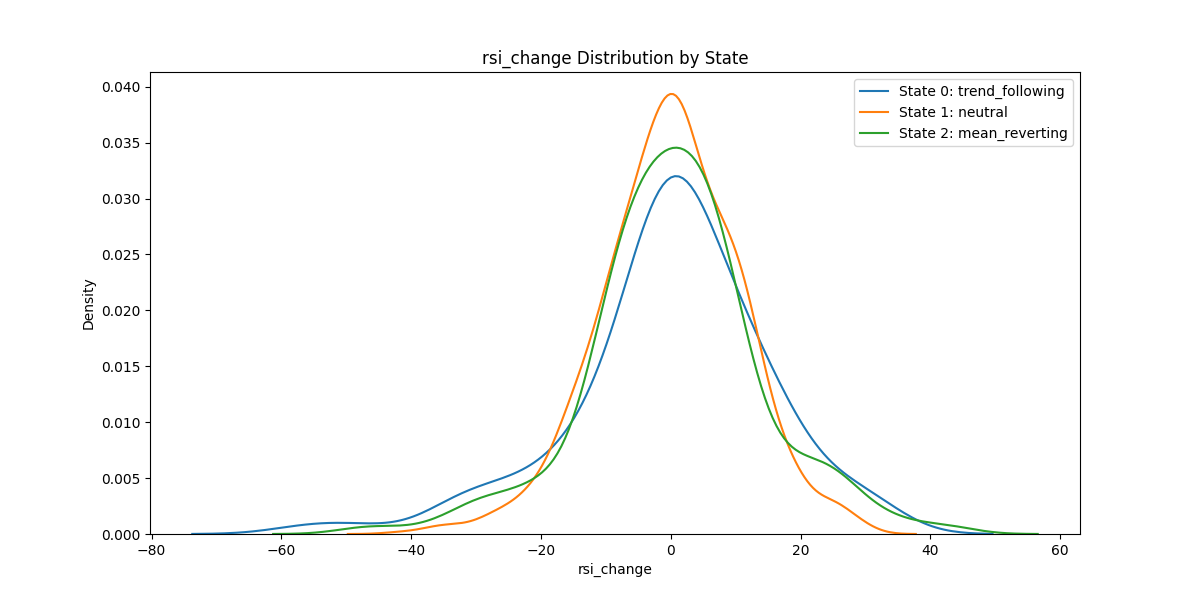 rsi_change Distribution by State
State 0: trend_following
State 1: neutral
State 2: mean_reverting
Density
0.040
0.035
0.030
0.025
0.020
0.015
0.010
0.005
0.000
−80
−60
−40
−20
0
20
40
60
rsi_change